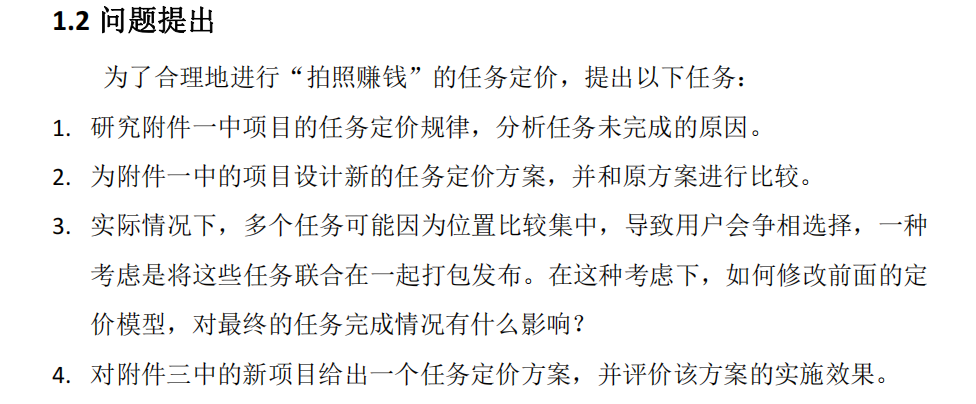 1.2 问题提出
为了合理地进行“拍照赚钱”的任务定价，提出以下任务：
1. 研究附件一中项目的任务定价规律，分析任务未完成的原因。
2. 为附件一中的项目设计新的任务定价方案，并和原方案进行比较。
3. 实际情况下，多个任务可能因为位置比较集中，导致用户会争相选择，一种
考虑是将这些任务联合在一起打包发布。在这种考虑下，如何修改前面的定
价模型，对最终的任务完成情况有什么影响？
4. 对附件三中的新项目给出一个任务定价方案，并评价该方案的实施效果。